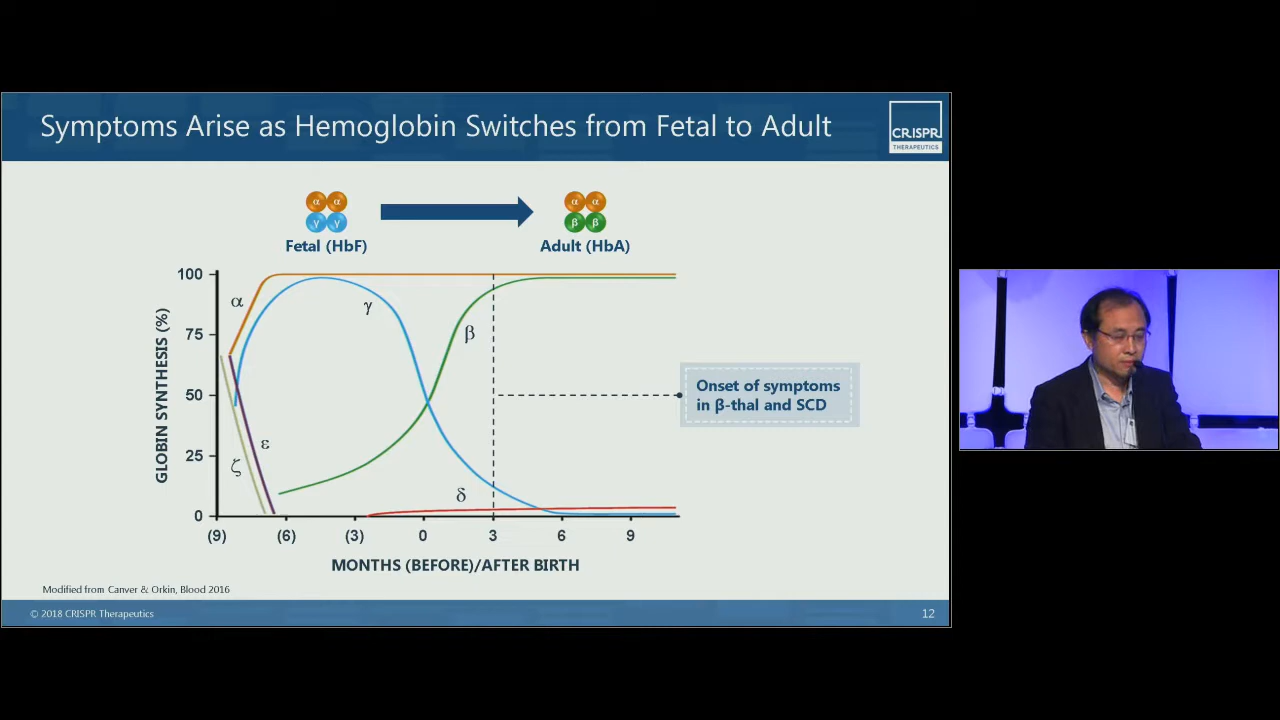 Symptoms Arise as Hemoglobin Switches from Fetal to Adult
CRISPR
THERAPEUTICS
α α
γ γ
Fetal (HbF)
α α
β β
Adult (HbA)
GLOBIN SYNTHESIS (%)
100
75
50
25
0
α
γ
β
ε
ζ
δ
Onset of symptoms
in β-thal and SCD
(9) (6) (3) 0 3 6 9
MONTHS (BEFORE)/AFTER BIRTH
Modified from Canver & Orkin, Blood 2016
© 2018 CRISPR Therapeutics
12